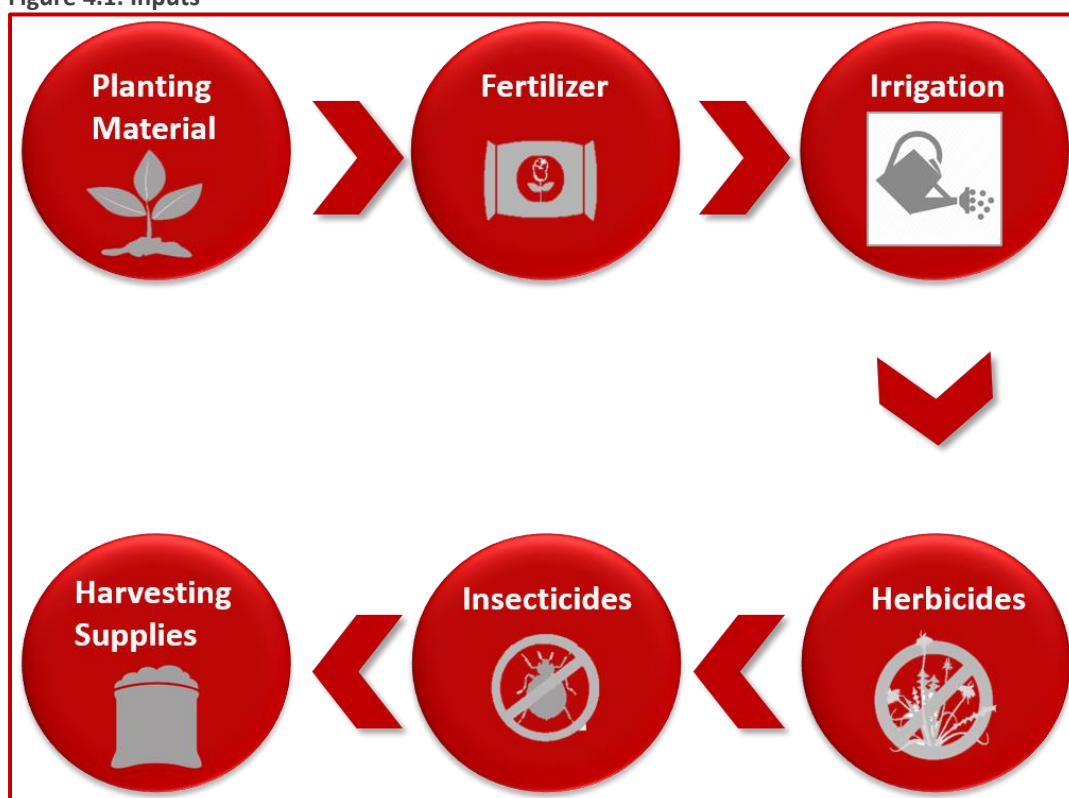 Figure 4.1: Inputs
Planting
Material
Fertilizer
Irrigation
Herbicides
Insecticides
Harvesting
Supplies